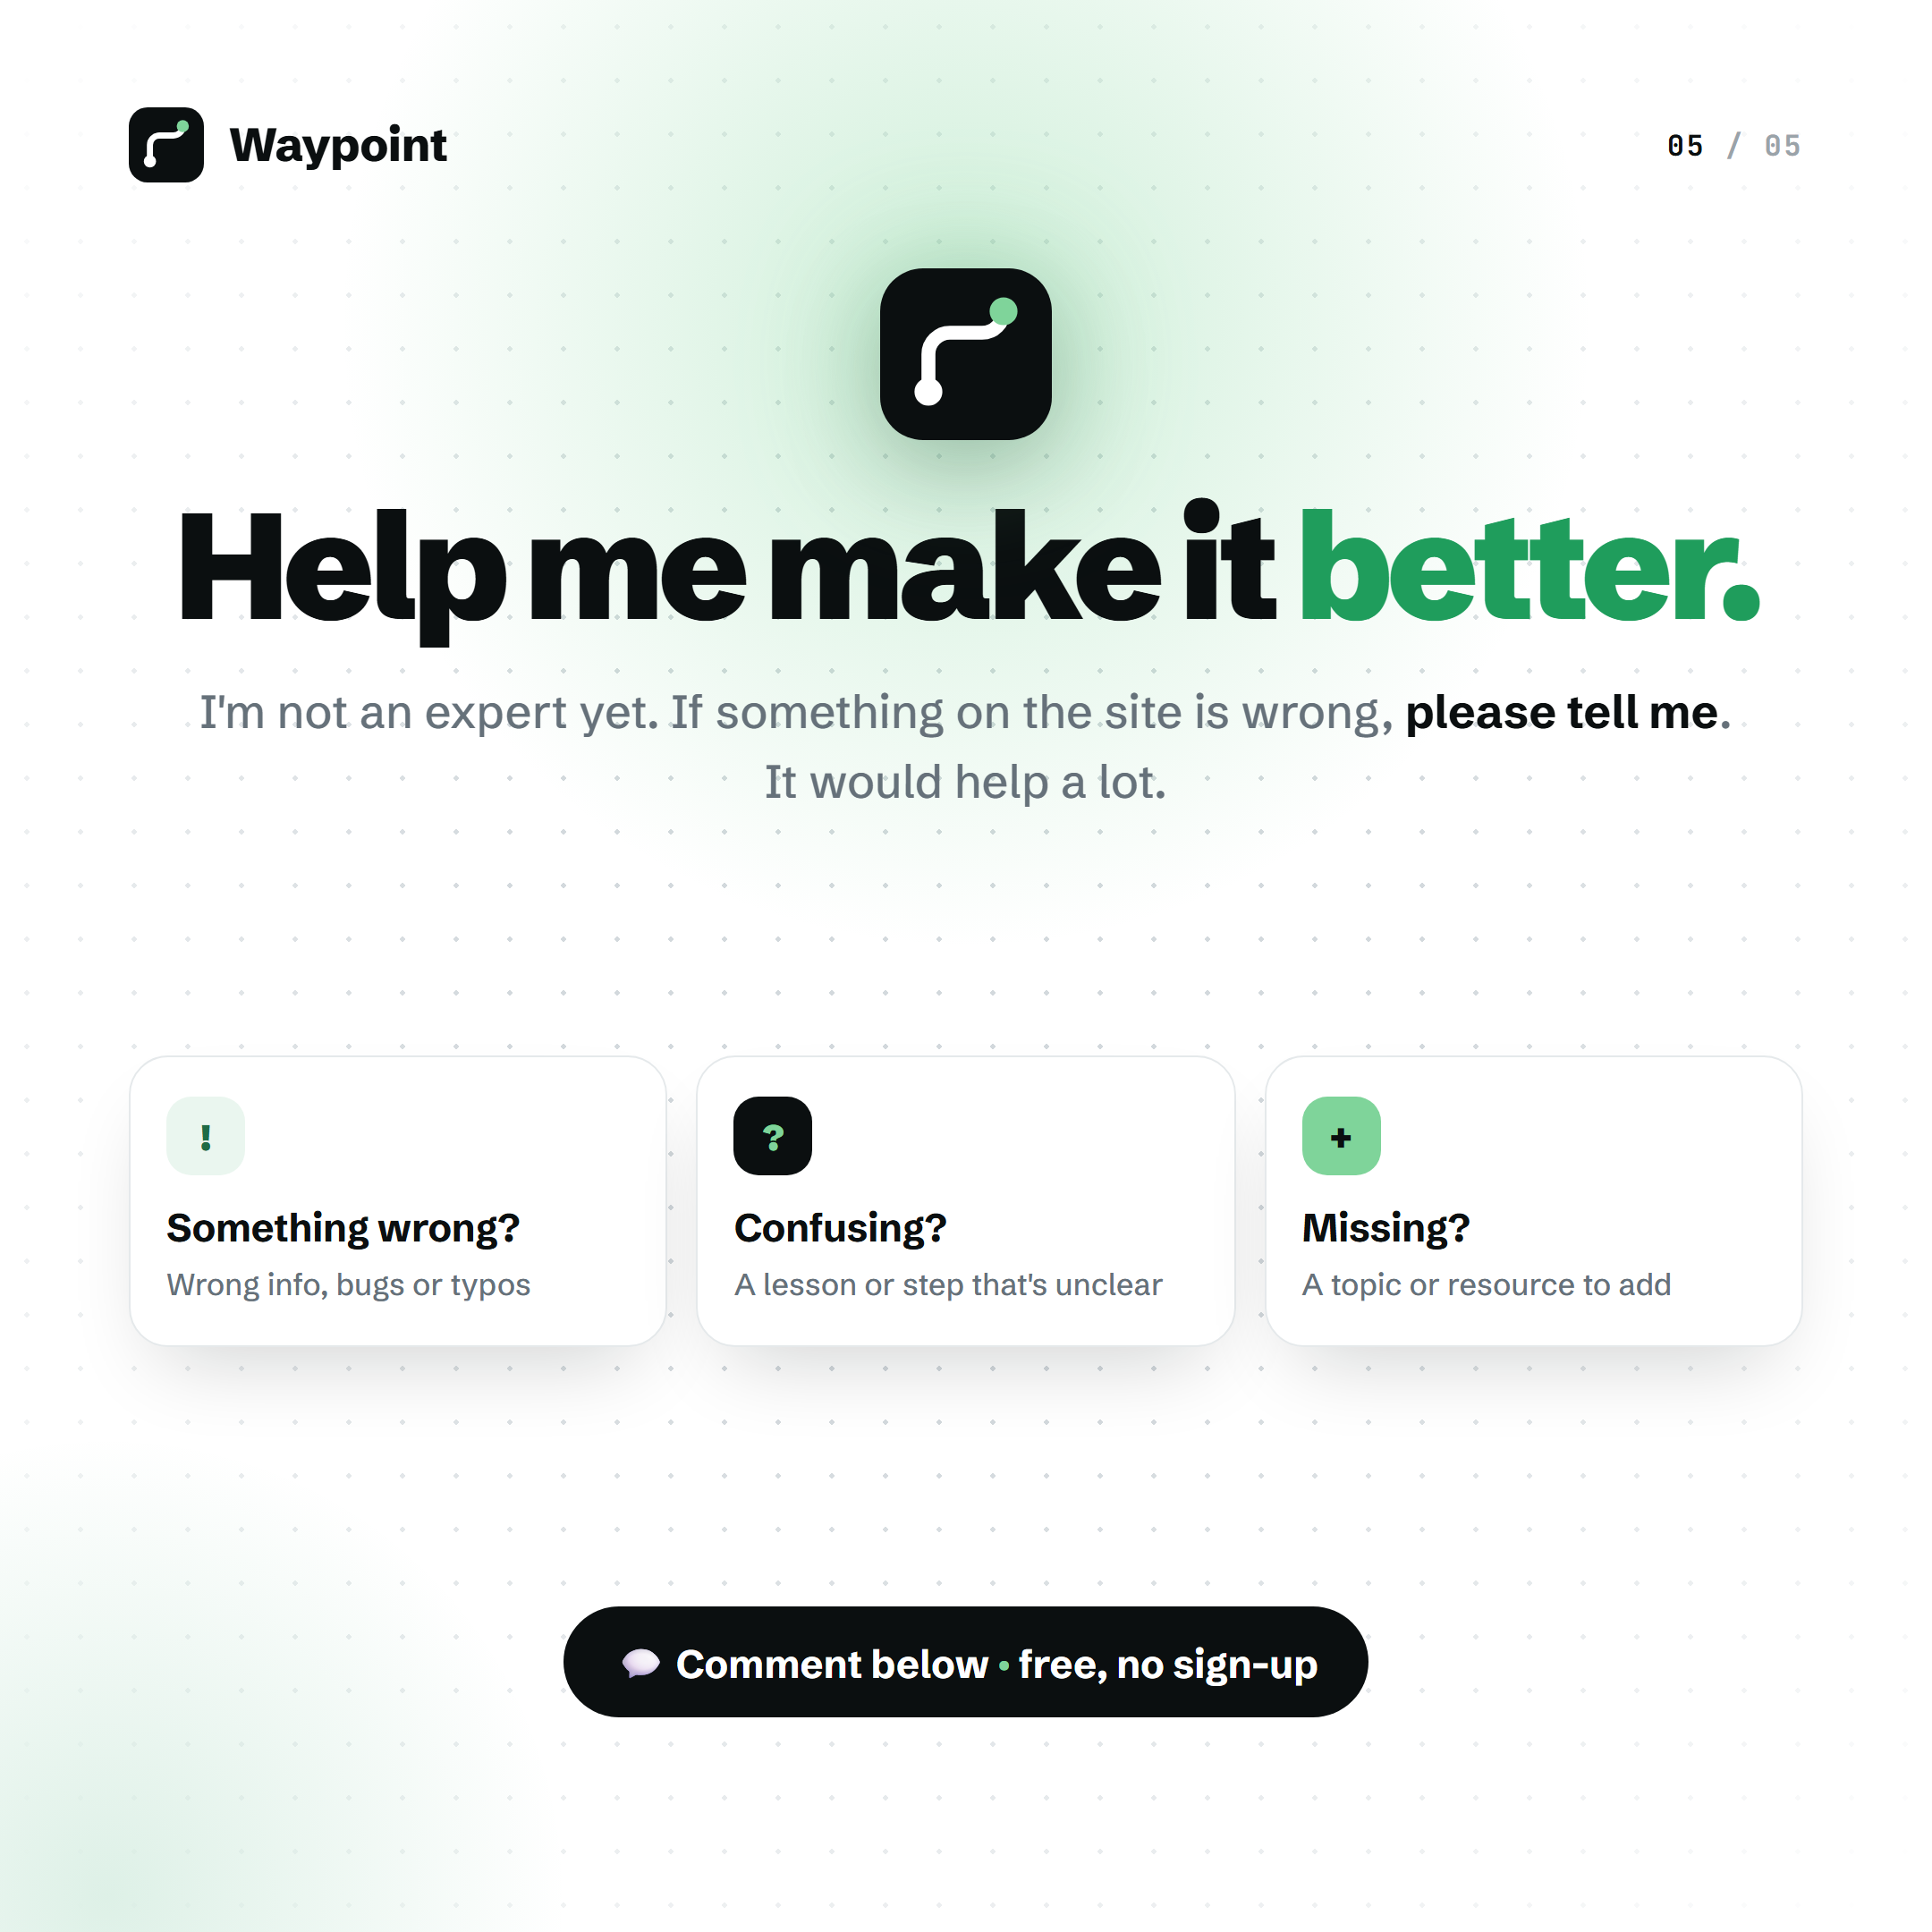 Waypoint
05 / 05
Help me make it better.
I'm not an expert yet. If something on the site is wrong, please tell me.
It would help a lot.
!
Something wrong?
Wrong info, bugs or typos
?
Confusing?
A lesson or step that's unclear
+
Missing?
A topic or resource to add
💬 Comment below • free, no sign-up